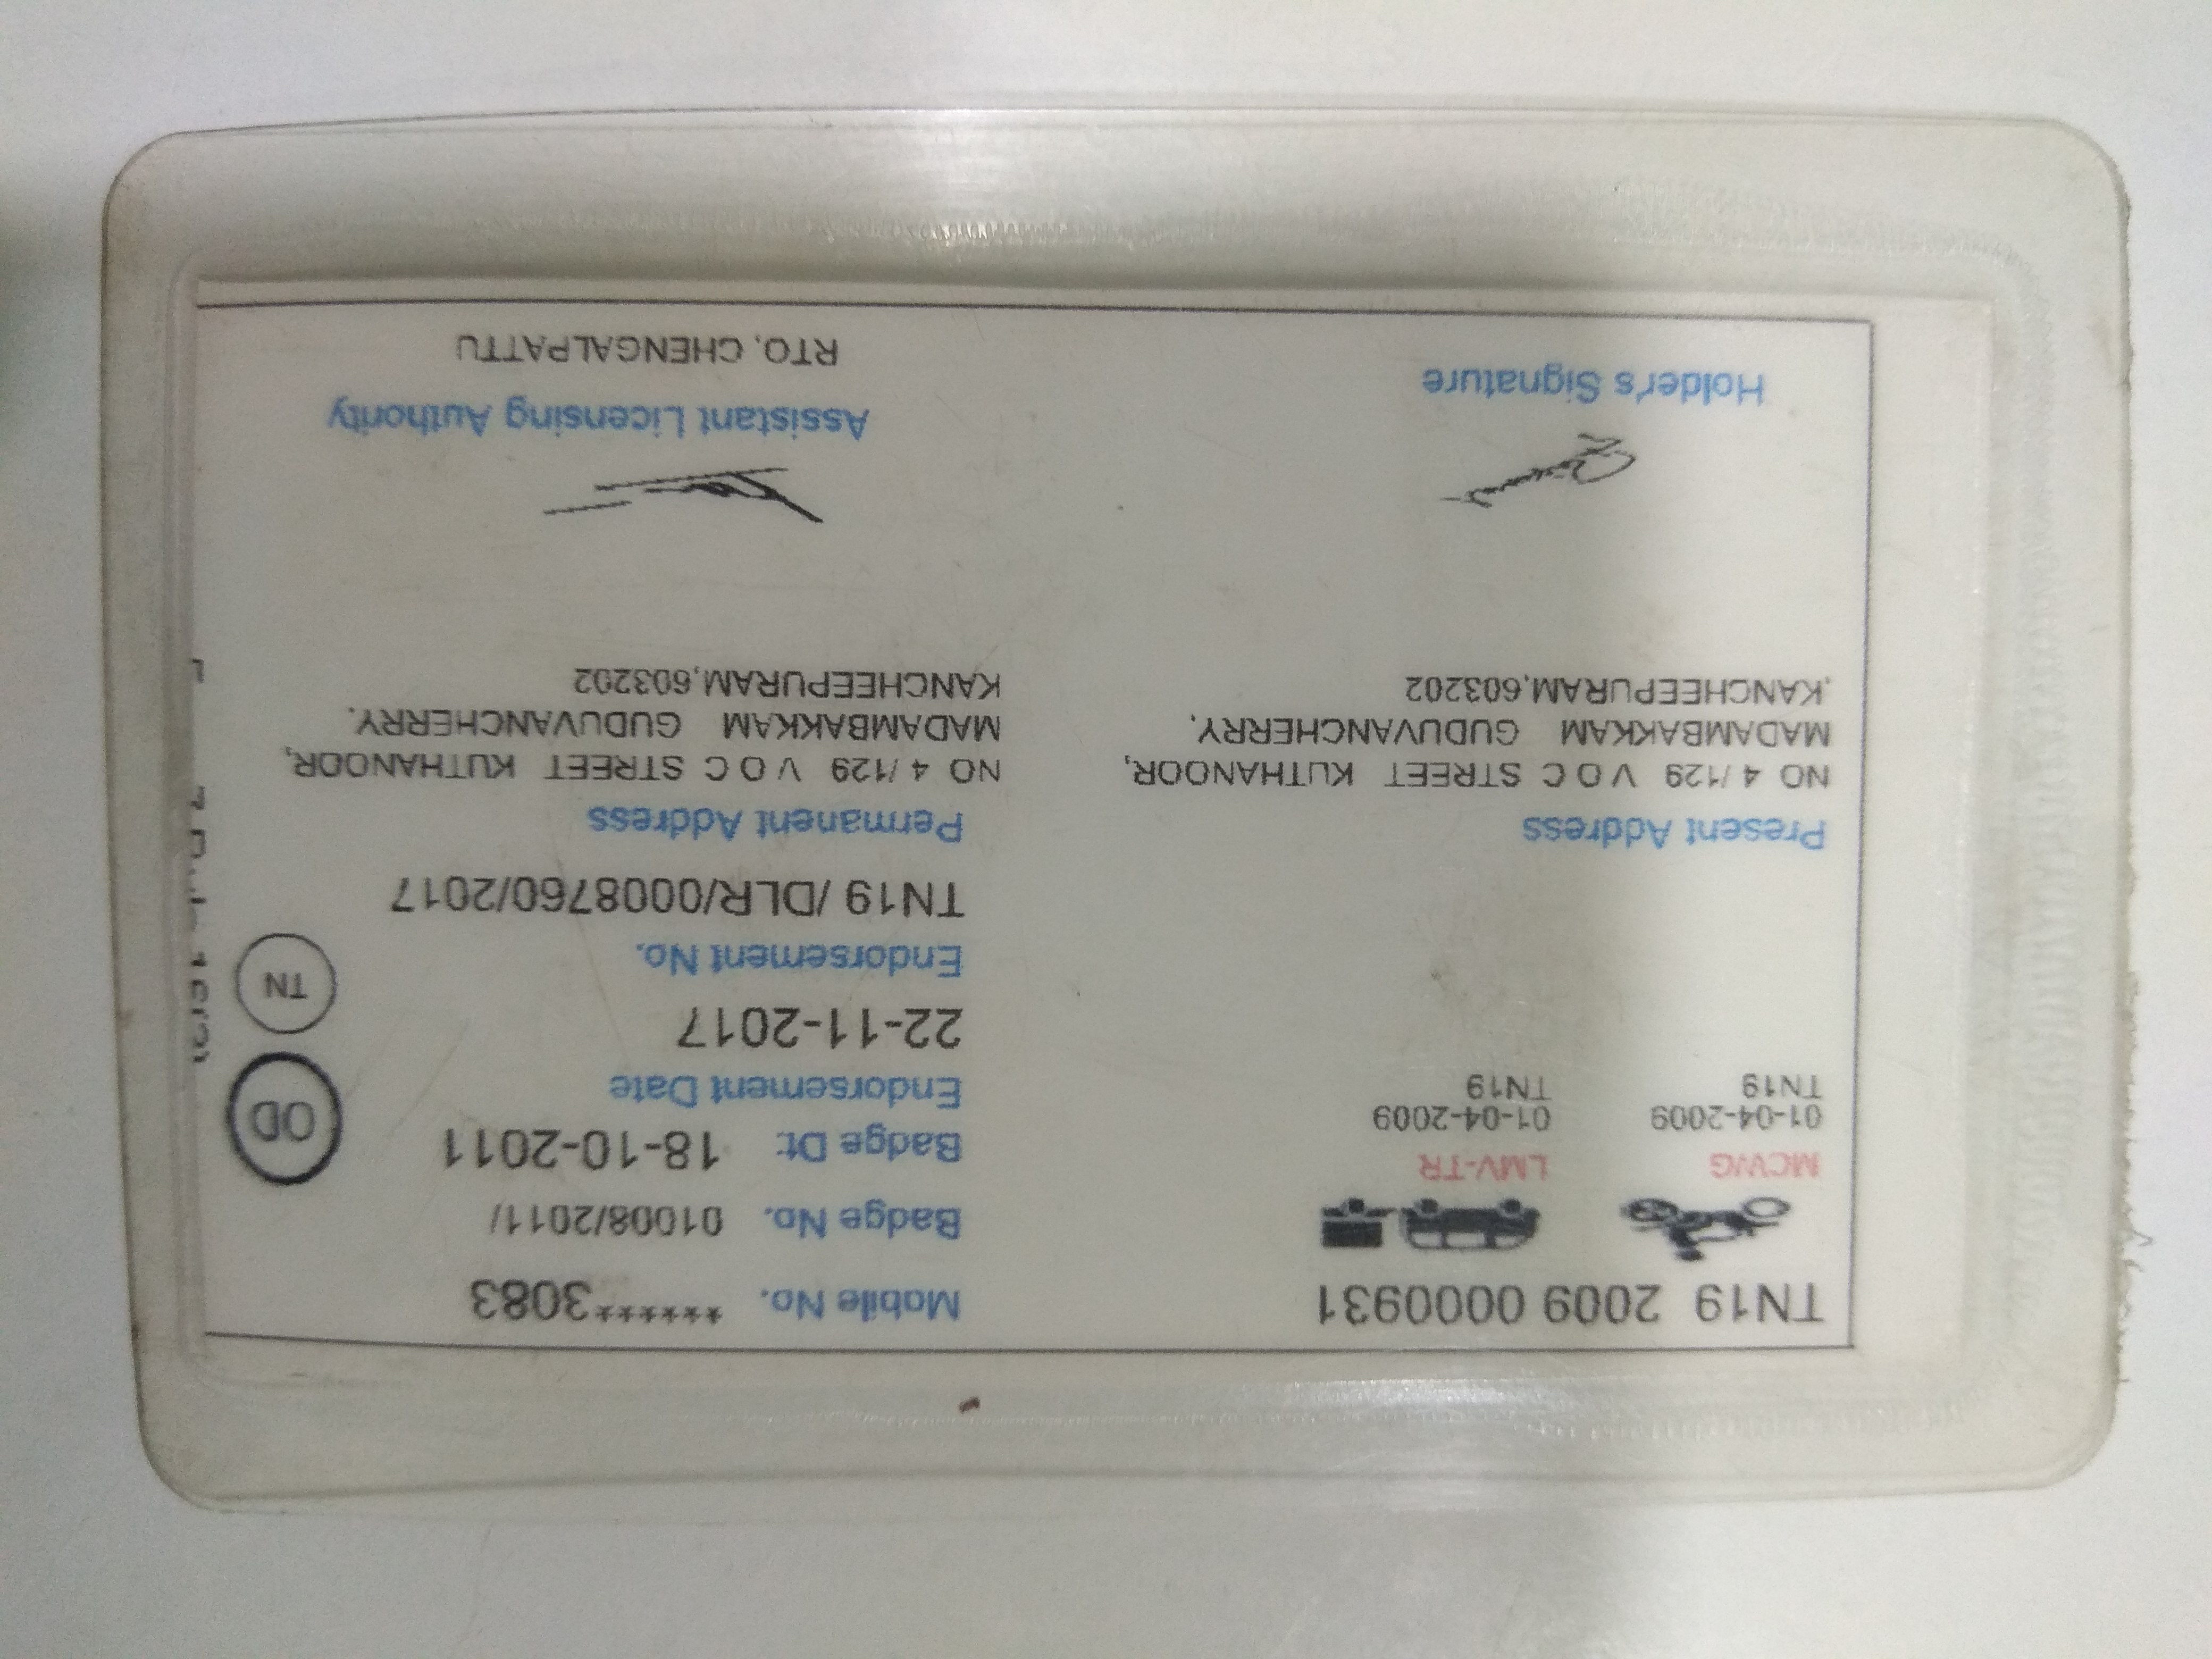 TN19 2009 0000931
MCWG
01-04-2009
TN19
LMV-TR
01-04-2009
TN19
Present Address
NO 4 /129 V O C STREET KUTHANOOR,
MADAMBAKKAM GUDUVANCHERRY,
,KANCHEEPURAM,603202
Holder's Signature
Mobile No. ******3083
Badge No. 01008/2011/
Badge Dt: 18-10-2011
Endorsement Date
22-11-2017
Endorsement No.
TN19 /DLR/0008760/2017
Permanent Address
NO 4 /129 V O C STREET KUTHANOOR,
MADAMBAKKAM GUDUVANCHERRY,
KANCHEEPURAM,603202
Assistant Licensing Authority
RTO, CHENGALPATTU
OD
TN